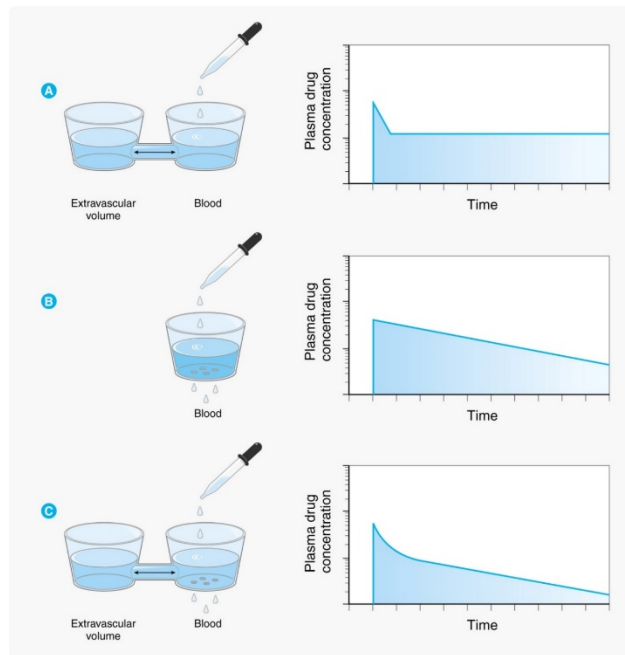 A
Plasma drug
concentration
Time
Extravascular
volume
Blood
B
Plasma drug
concentration
Time
Blood
C
Plasma drug
concentration
Time
Extravascular
volume
Blood